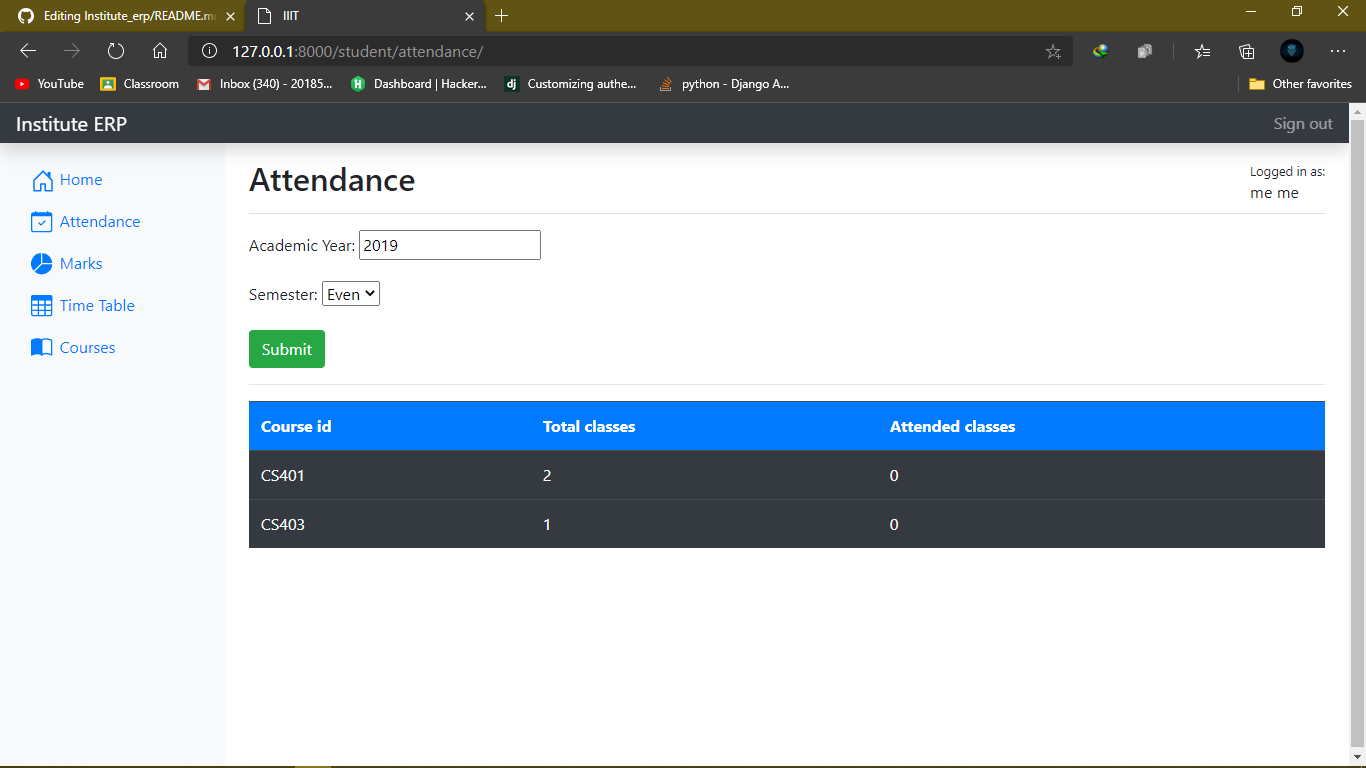 Editing Institute_erp/README.m
IIIT
127.0.0.1:8000/student/attendance/
YouTube
Classroom
Inbox (340) - 20185...
Dashboard | Hacker...
dj
Customizing authe...
python - Django A...
Other favorites
Institute ERP
Sign out
Home
Attendance
Marks
Time Table
Courses
Attendance
Logged in as:
me me
Academic Year: 2019
Semester: Even
Submit
Course id Total classes Attended classes
CS401 2 0
CS403 1 0